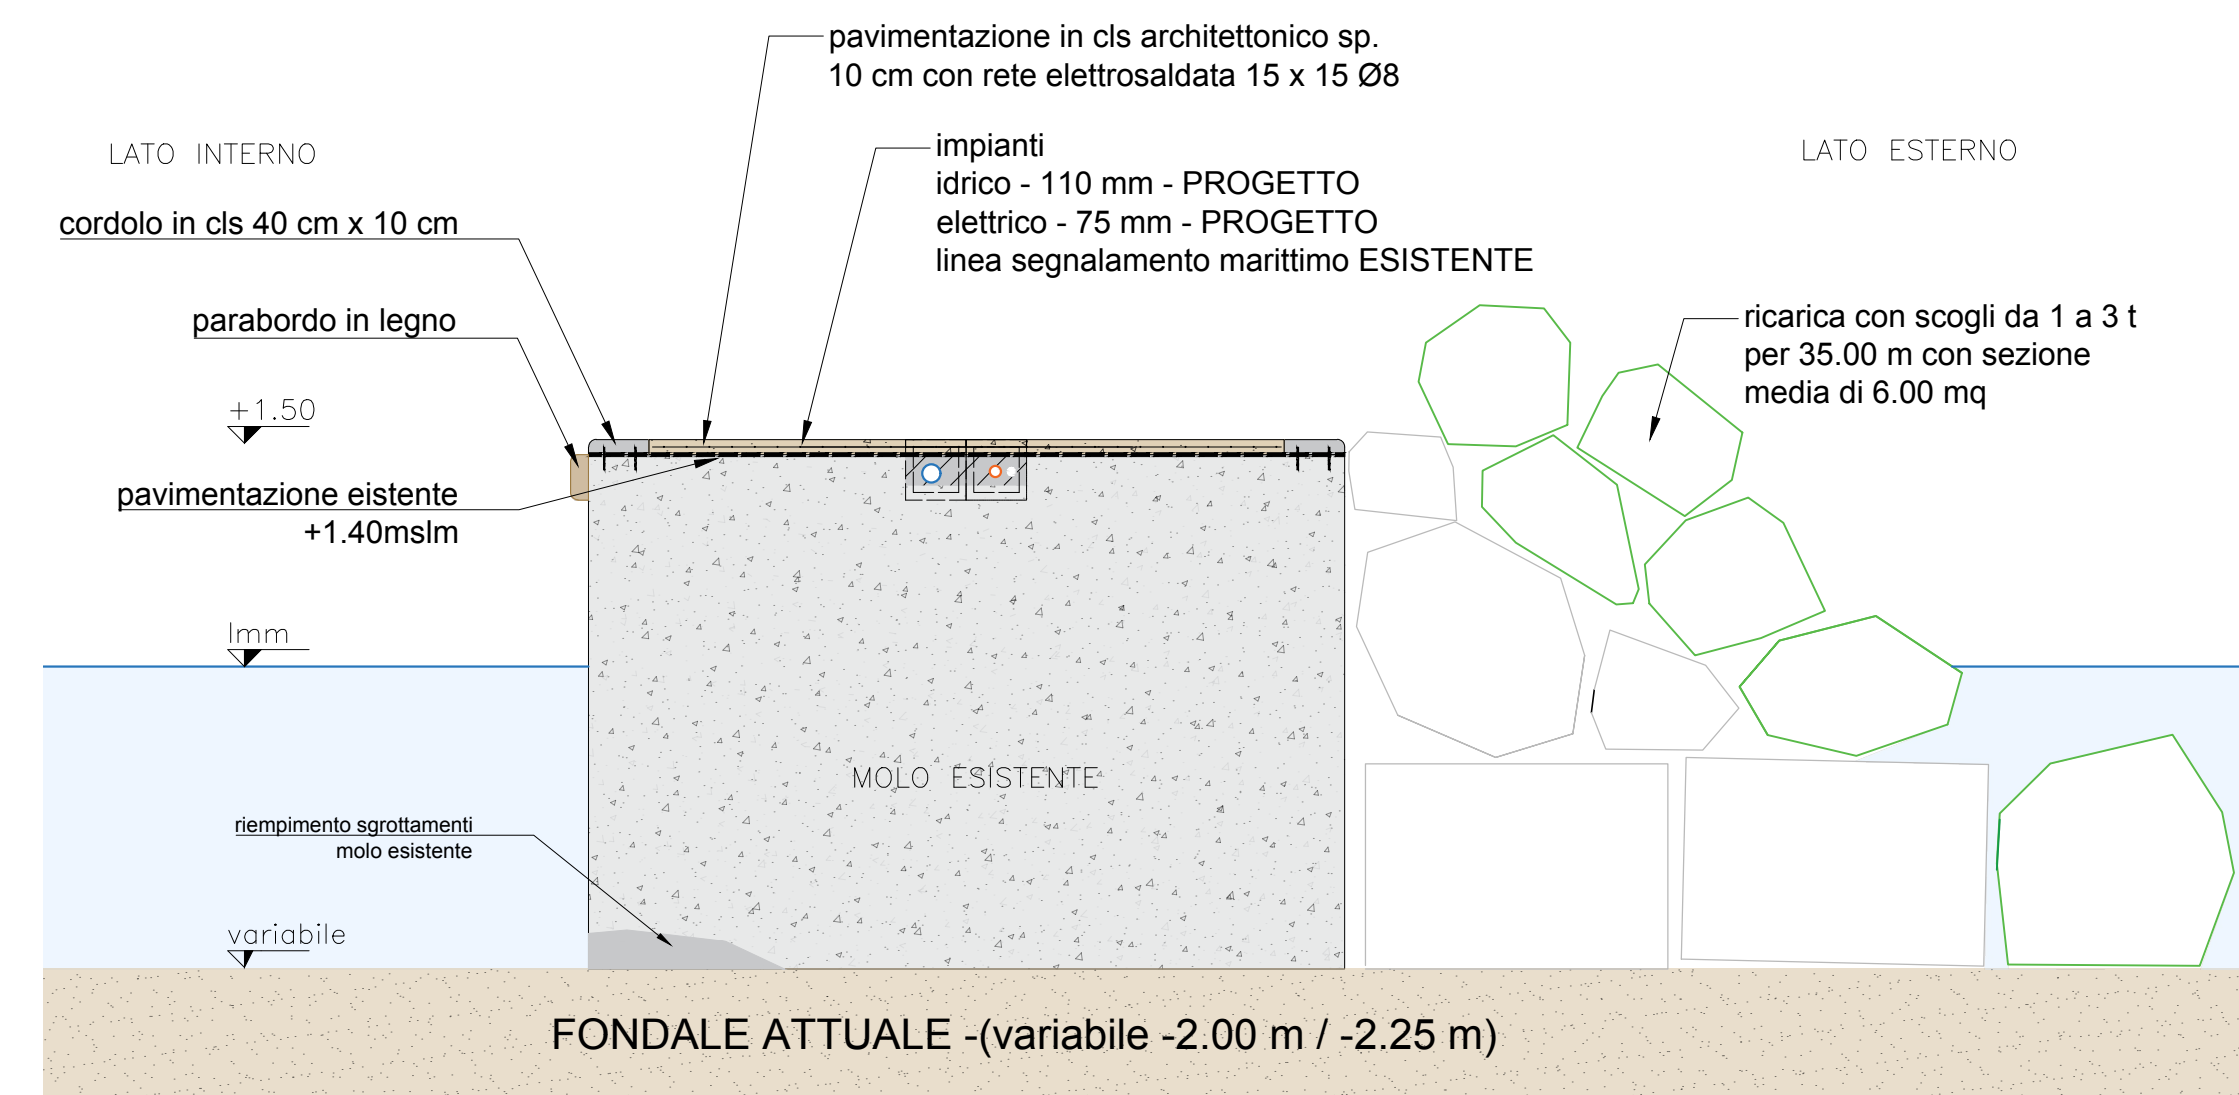 pavimentazione in cls architettonico sp.
10 cm con rete elettrosaldata 15 x 15 Ø8
LATO INTERNO
impianti
idrico - 110 mm - PROGETTO
elettrico - 75 mm - PROGETTO
linea segnalamento marittimo ESISTENTE
LATO ESTERNO
cordolo in cls 40 cm x 10 cm
parabordo in legno
ricarica con scogli da 1 a 3 t
per 35.00 m con sezione
media di 6.00 mq
+1.50
pavimentazione eistente
+1.40mslm
lmm
MOLO ESISTENTE
riempimento sgrottamenti
molo esistente
variabile
FONDALE ATTUALE -(variabile -2.00 m / -2.25 m)